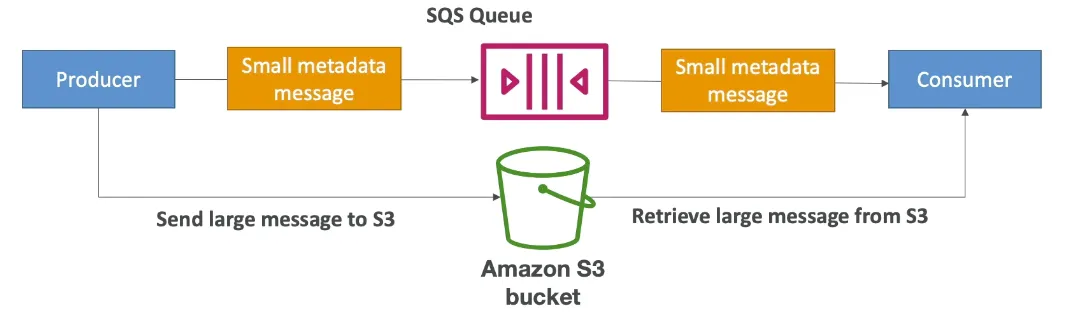 SQS Queue
Producer
Small metadata
message
Small metadata
message
Consumer
Send large message to S3
Retrieve large message from S3
Amazon S3
bucket